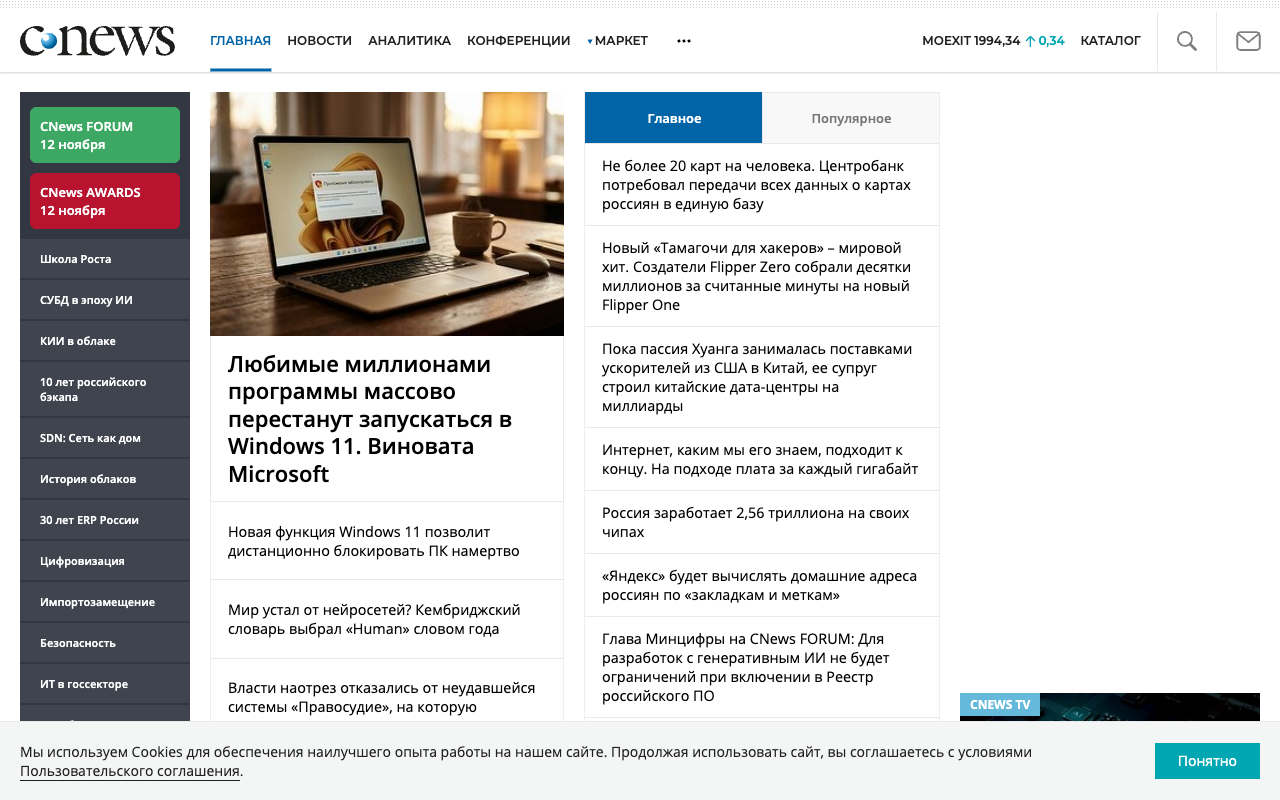 cnews
ГЛАВНАЯ
НОВОСТИ
АНАЛИТИКА
КОНФЕРЕНЦИИ
МАРКЕТ
MOEXIT 1994,34 ↑ 0,34
КАТАЛОГ
CNews FORUM
12 ноября
CNews AWARDS
12 ноября
Школа Роста
СУБД в эпоху ИИ
КИИ в облаке
10 лет российского
бэкапа
SDN: Сеть как дом
История облаков
30 лет ERP России
Цифровизация
Импортозамещение
Безопасность
ИТ в госсекторе
Любимые миллионами
программы массово
перестанут запускаться в
Windows 11. Виновата
Microsoft
Новая функция Windows 11 позволит
дистанционно блокировать ПК намертво
Мир устал от нейросетей? Кембриджский
словарь выбрал «Human» словом года
Власти наотрез отказались от неудавшейся
системы «Правосудие», на которую
Главное
Популярное
Не более 20 карт на человека. Центробанк
потребовал передачи всех данных о картах
россиян в единую базу
Новый «Тамагочи для хакеров» – мировой
хит. Создатели Flipper Zero собрали десятки
миллионов за считанные минуты на новый
Flipper One
Пока пассия Хуанга занималась поставками
ускорителей из США в Китай, ее супруг
строил китайские дата-центры на
миллиарды
Интернет, каким мы его знаем, подходит к
концу. На подходе плата за каждый гигабайт
Россия заработает 2,56 триллиона на своих
чипах
«Яндекс» будет вычислять домашние адреса
россиян по «закладкам и меткам»
Глава Минцифры на CNews FORUM: Для
разработок с генеративным ИИ не будет
ограничений при включении в Реестр
российского ПО
CNEWS TV
Мы используем Cookies для обеспечения наилучшего опыта работы на нашем сайте. Продолжая использовать сайт, вы соглашаетесь с условиями
Пользовательского соглашения.
Понятно